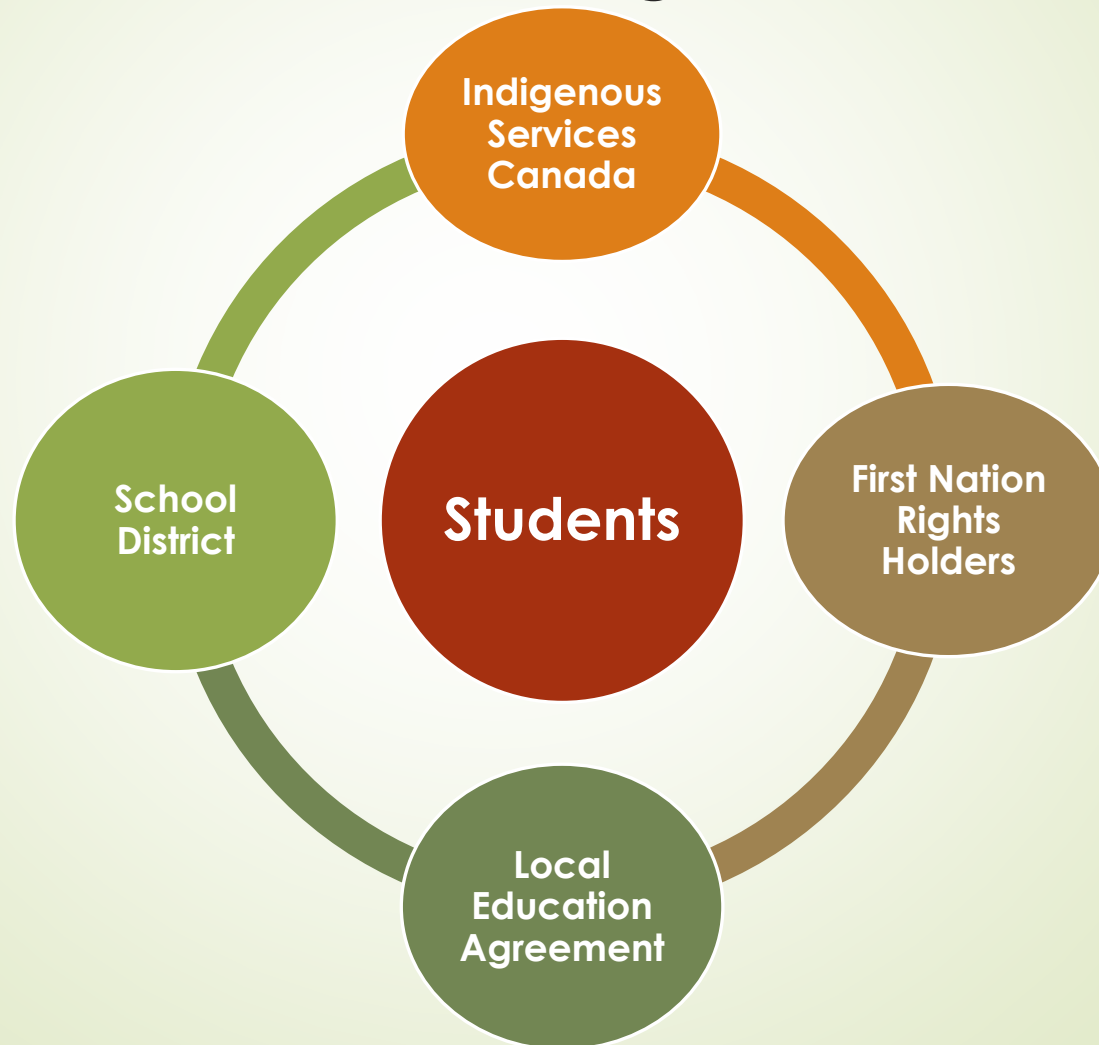 Indigenous
Services
Canada
School
District
Students
First Nation
Rights
Holders
Local
Education
Agreement